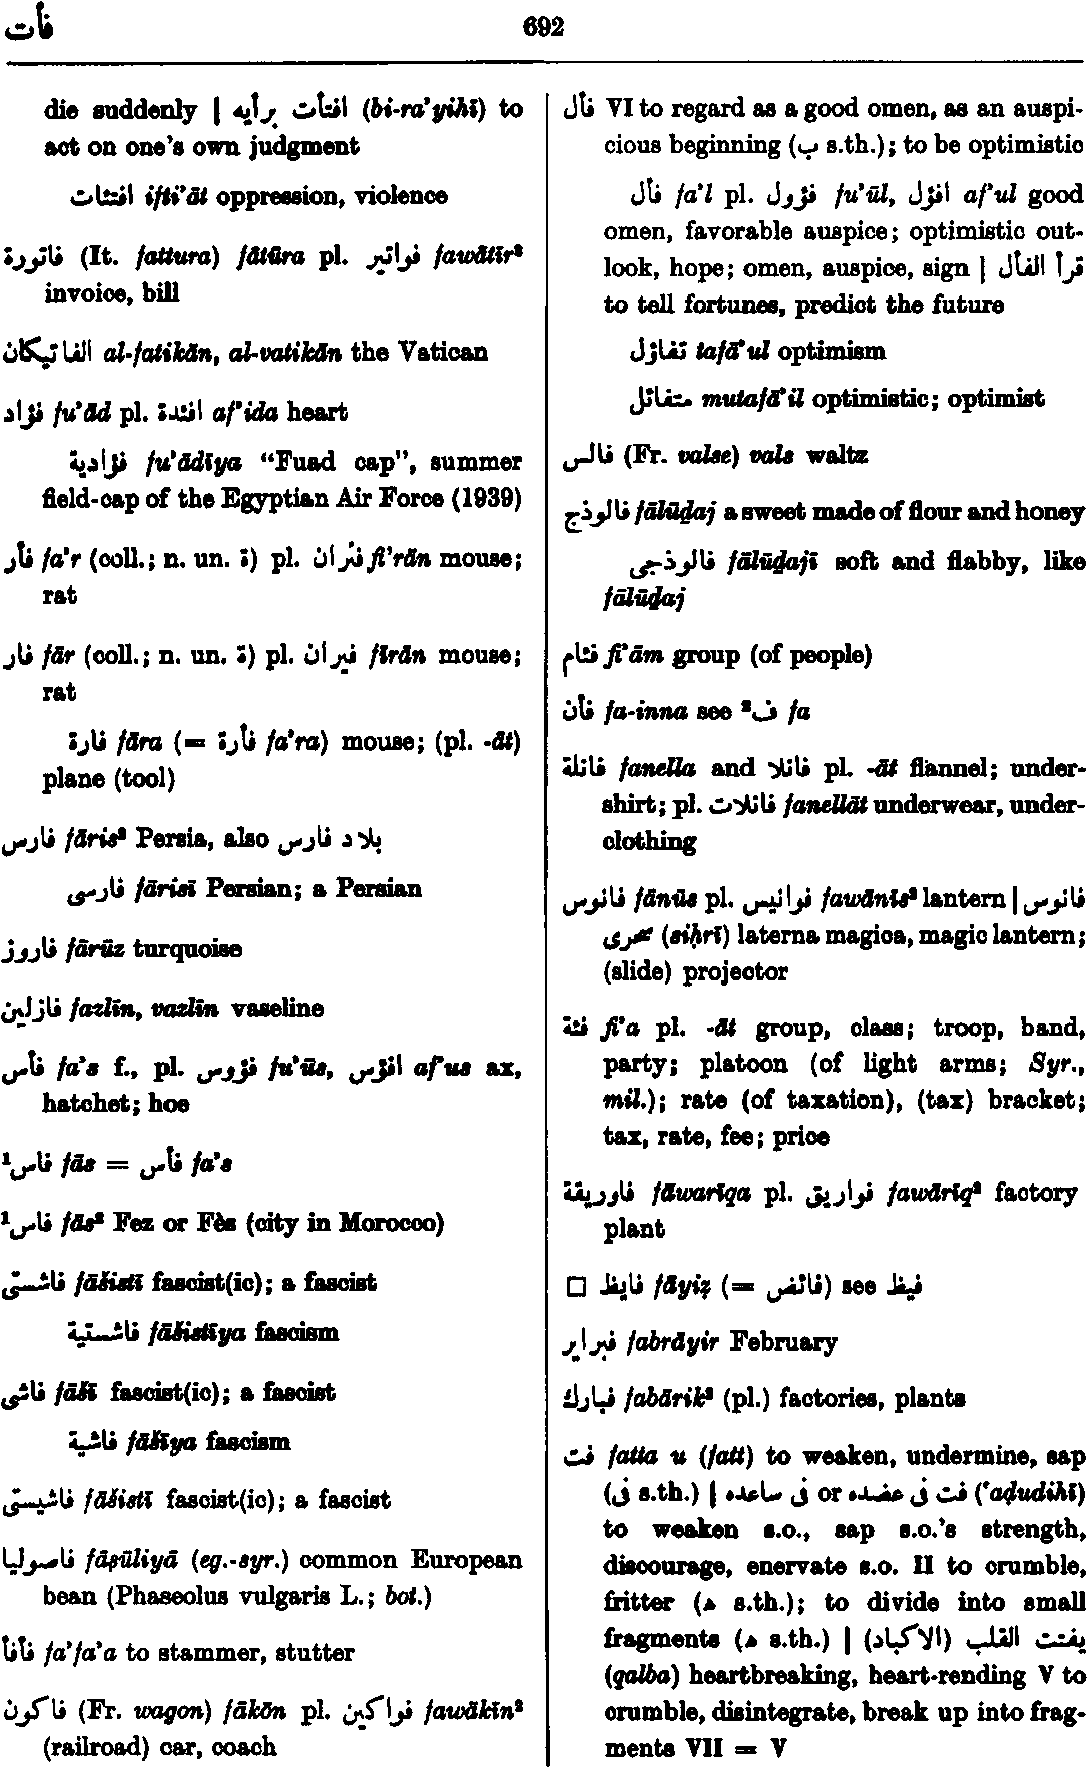 فأت
692
die suddenly | افتأت برأيه (bi-ra’yihī) to
act on one’s own judgment
افتئات ifti’āt oppression, violence
فاتورة (It. fattura) fātūra pl. فواتير fawātīr²
invoice, bill
الفاتيكان al-fatikān, al-vatikān the Vatican
فؤاد fu’ād pl. افئدة af’ida heart
فؤادية fu’ādīya “Fuad cap”, summer
field-cap of the Egyptian Air Force (1939)
فأر fa’r (coll.; n. un. ة) pl. فئران fi’rān mouse;
rat
فار fār (coll.; n. un. ة) pl. فيران fīrān mouse;
rat
فارة fāra (= فأرة fa’ra) mouse; (pl. -āt)
plane (tool)
فارس fāris² Persia, also بلاد فارس
فارسى fārisī Persian; a Persian
فاروز fārūz turquoise
فازلين fazlīn, vazlīn vaseline
فأس fa’s f., pl. فؤوس fu’ūs, افؤس af’us ax,
hatchet; hoe
فاس¹ fās = فأس fa’s
فاس¹ fās² Fez or Fès (city in Morocco)
فاشستى fāšistī fascist(ic); a fascist
فاشستية fāšistīya fascism
فاشى fāšī fascist(ic); a fascist
فاشية fāšīya fascism
فاشيستى fāšistī fascist(ic); a fascist
فاصوليا fāṣūliyā (eg.-syr.) common European
bean (Phaseolus vulgaris L.; bot.)
فأفأ fa’fa’a to stammer, stutter
فاكون (Fr. wagon) fākōn pl. فواكين fawākīn²
(railroad) car, coach
فأل VI to regard as a good omen, as an auspi-
cious beginning (ب s.th.); to be optimistic
فأل fa’l pl. فؤول fu’ūl, افؤل af’ul good
omen, favorable auspice; optimistic out-
look, hope; omen, auspice, sign | قرأ الفأل
to tell fortunes, predict the future
تفاؤل tafā’ul optimism
متفائل mutafā’il optimistic; optimist
فالس (Fr. valse) vals waltz
فالوذج fālūḏaj a sweet made of flour and honey
فالوذجى fālūḏajī soft and flabby, like
fālūḏaj
فئام fi’ām group (of people)
فأن fa-inna see ف² fa
فانلة fanella and فانلا pl. -āt flannel; under-
shirt; pl. فانلات fanellāt underwear, under-
clothing
فانوس fānūs pl. فوانيس fawānīs² lantern | فانوس
سحرى (siḥrī) laterna magica, magic lantern;
(slide) projector
فئة fi’a pl. -āt group, class; troop, band,
party; platoon (of light arms; Syr.,
mil.); rate (of taxation), (tax) bracket;
tax, rate, fee; price
فاوريقة fāwarīqa pl. فواريق fawārīq² factory
plant
□ فايظ fāyiẓ (= فائض) see فيظ
فبراير fabrāyir February
فبارك fabārik² (pl.) factories, plants
فت fatta u (fatt) to weaken, undermine, sap
(فى s.th.) | فت فى عضده or فى ساعده (‘aḍudihī)
to weaken s.o., sap s.o.’s strength,
discourage, enervate s.o. II to crumble,
fritter (ه s.th.); to divide into small
fragments (ه s.th.) | يفتت القلب (الاكباد)
(qalba) heartbreaking, heart-rending V to
crumble, disintegrate, break up into frag-
ments VII = V